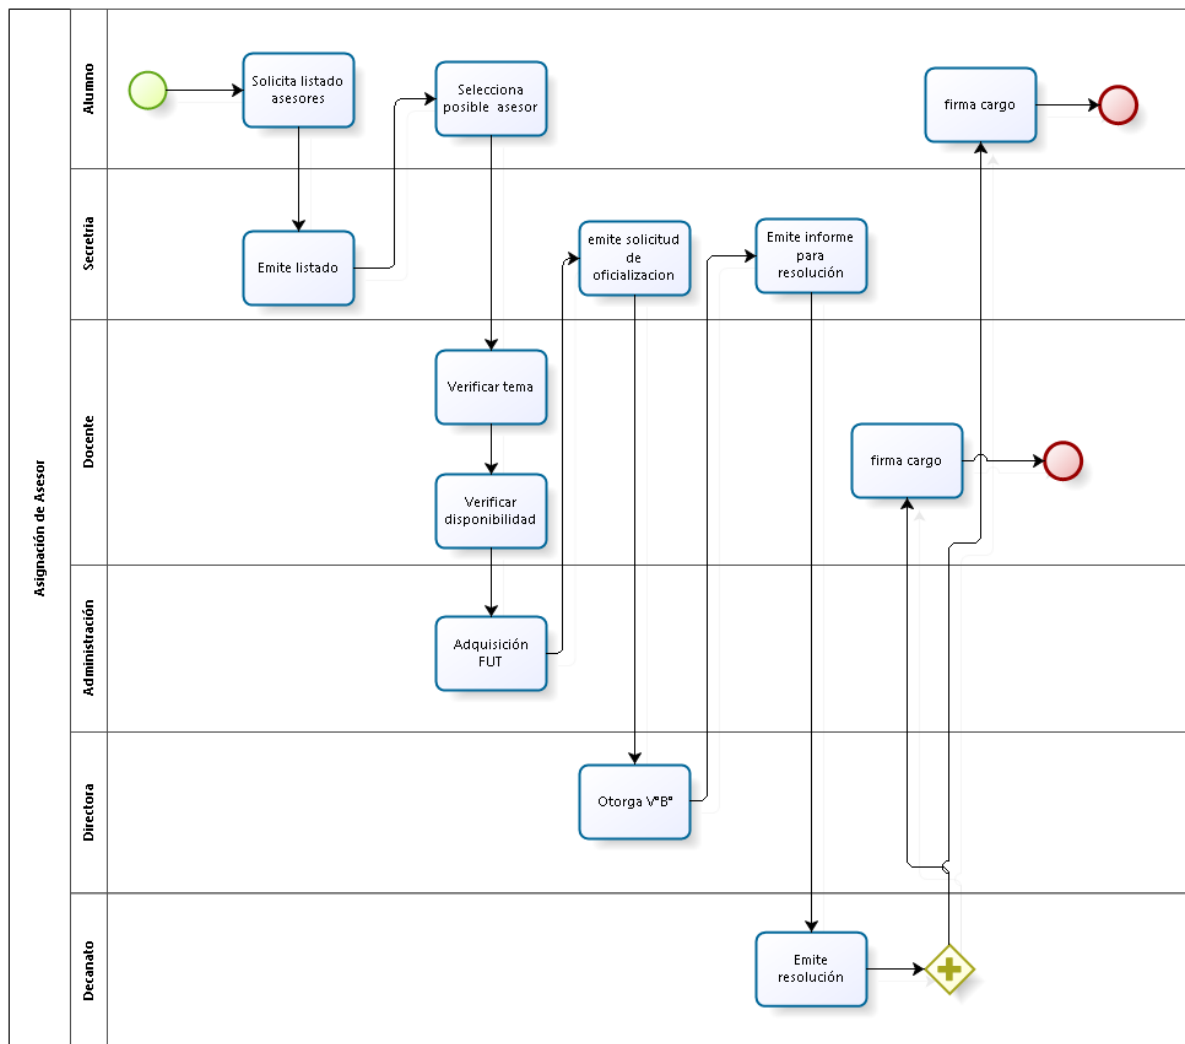 Asignación de Asesor
Alumno
Solicita listado
asesores
Selecciona
posible asesor
firma cargo
Secretria
Emite listado
emite solicitud
de
oficializacion
Emite informe
para
resolución
Docente
Verificar tema
Verificar
disponibilidad
firma cargo
Administración
Adquisición
FUT
Directora
Otorga V°B°
Decanato
Emite
resolución